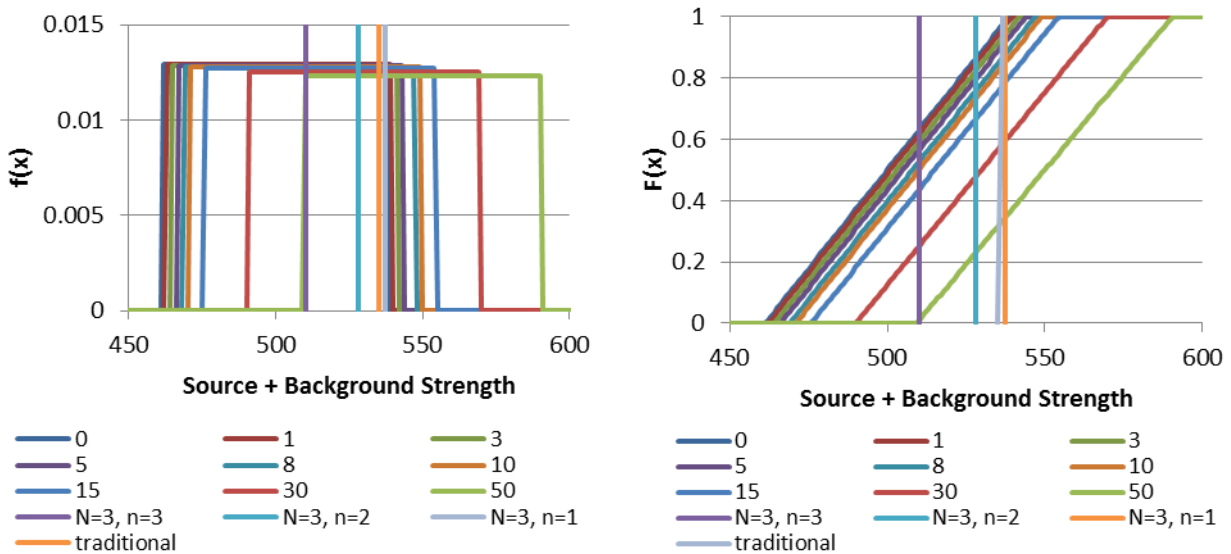 f(x)
0.015
0.01
0.005
0
450 500 550 600
Source + Background Strength
0 1 3
5 8 10
15 30 50
N=3, n=3 N=3, n=2 N=3, n=1
traditional
F(x)
1
0.8
0.6
0.4
0.2
0
450 500 550 600
Source + Background Strength
0 1 3
5 8 10
15 30 50
N=3, n=3 N=3, n=2 N=3, n=1
traditional